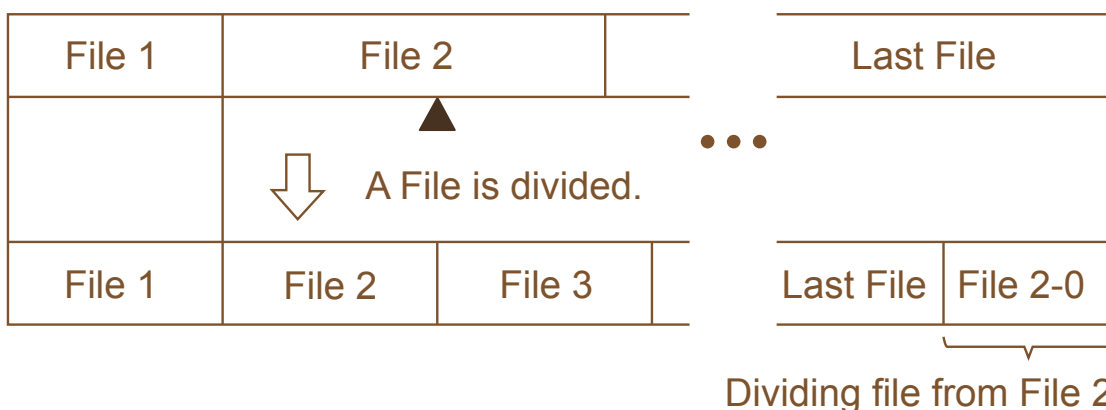 File 1 File 2 Last File
•••
A File is divided.
File 1 File 2 File 3 Last File File 2-0
Dividing file from File 2